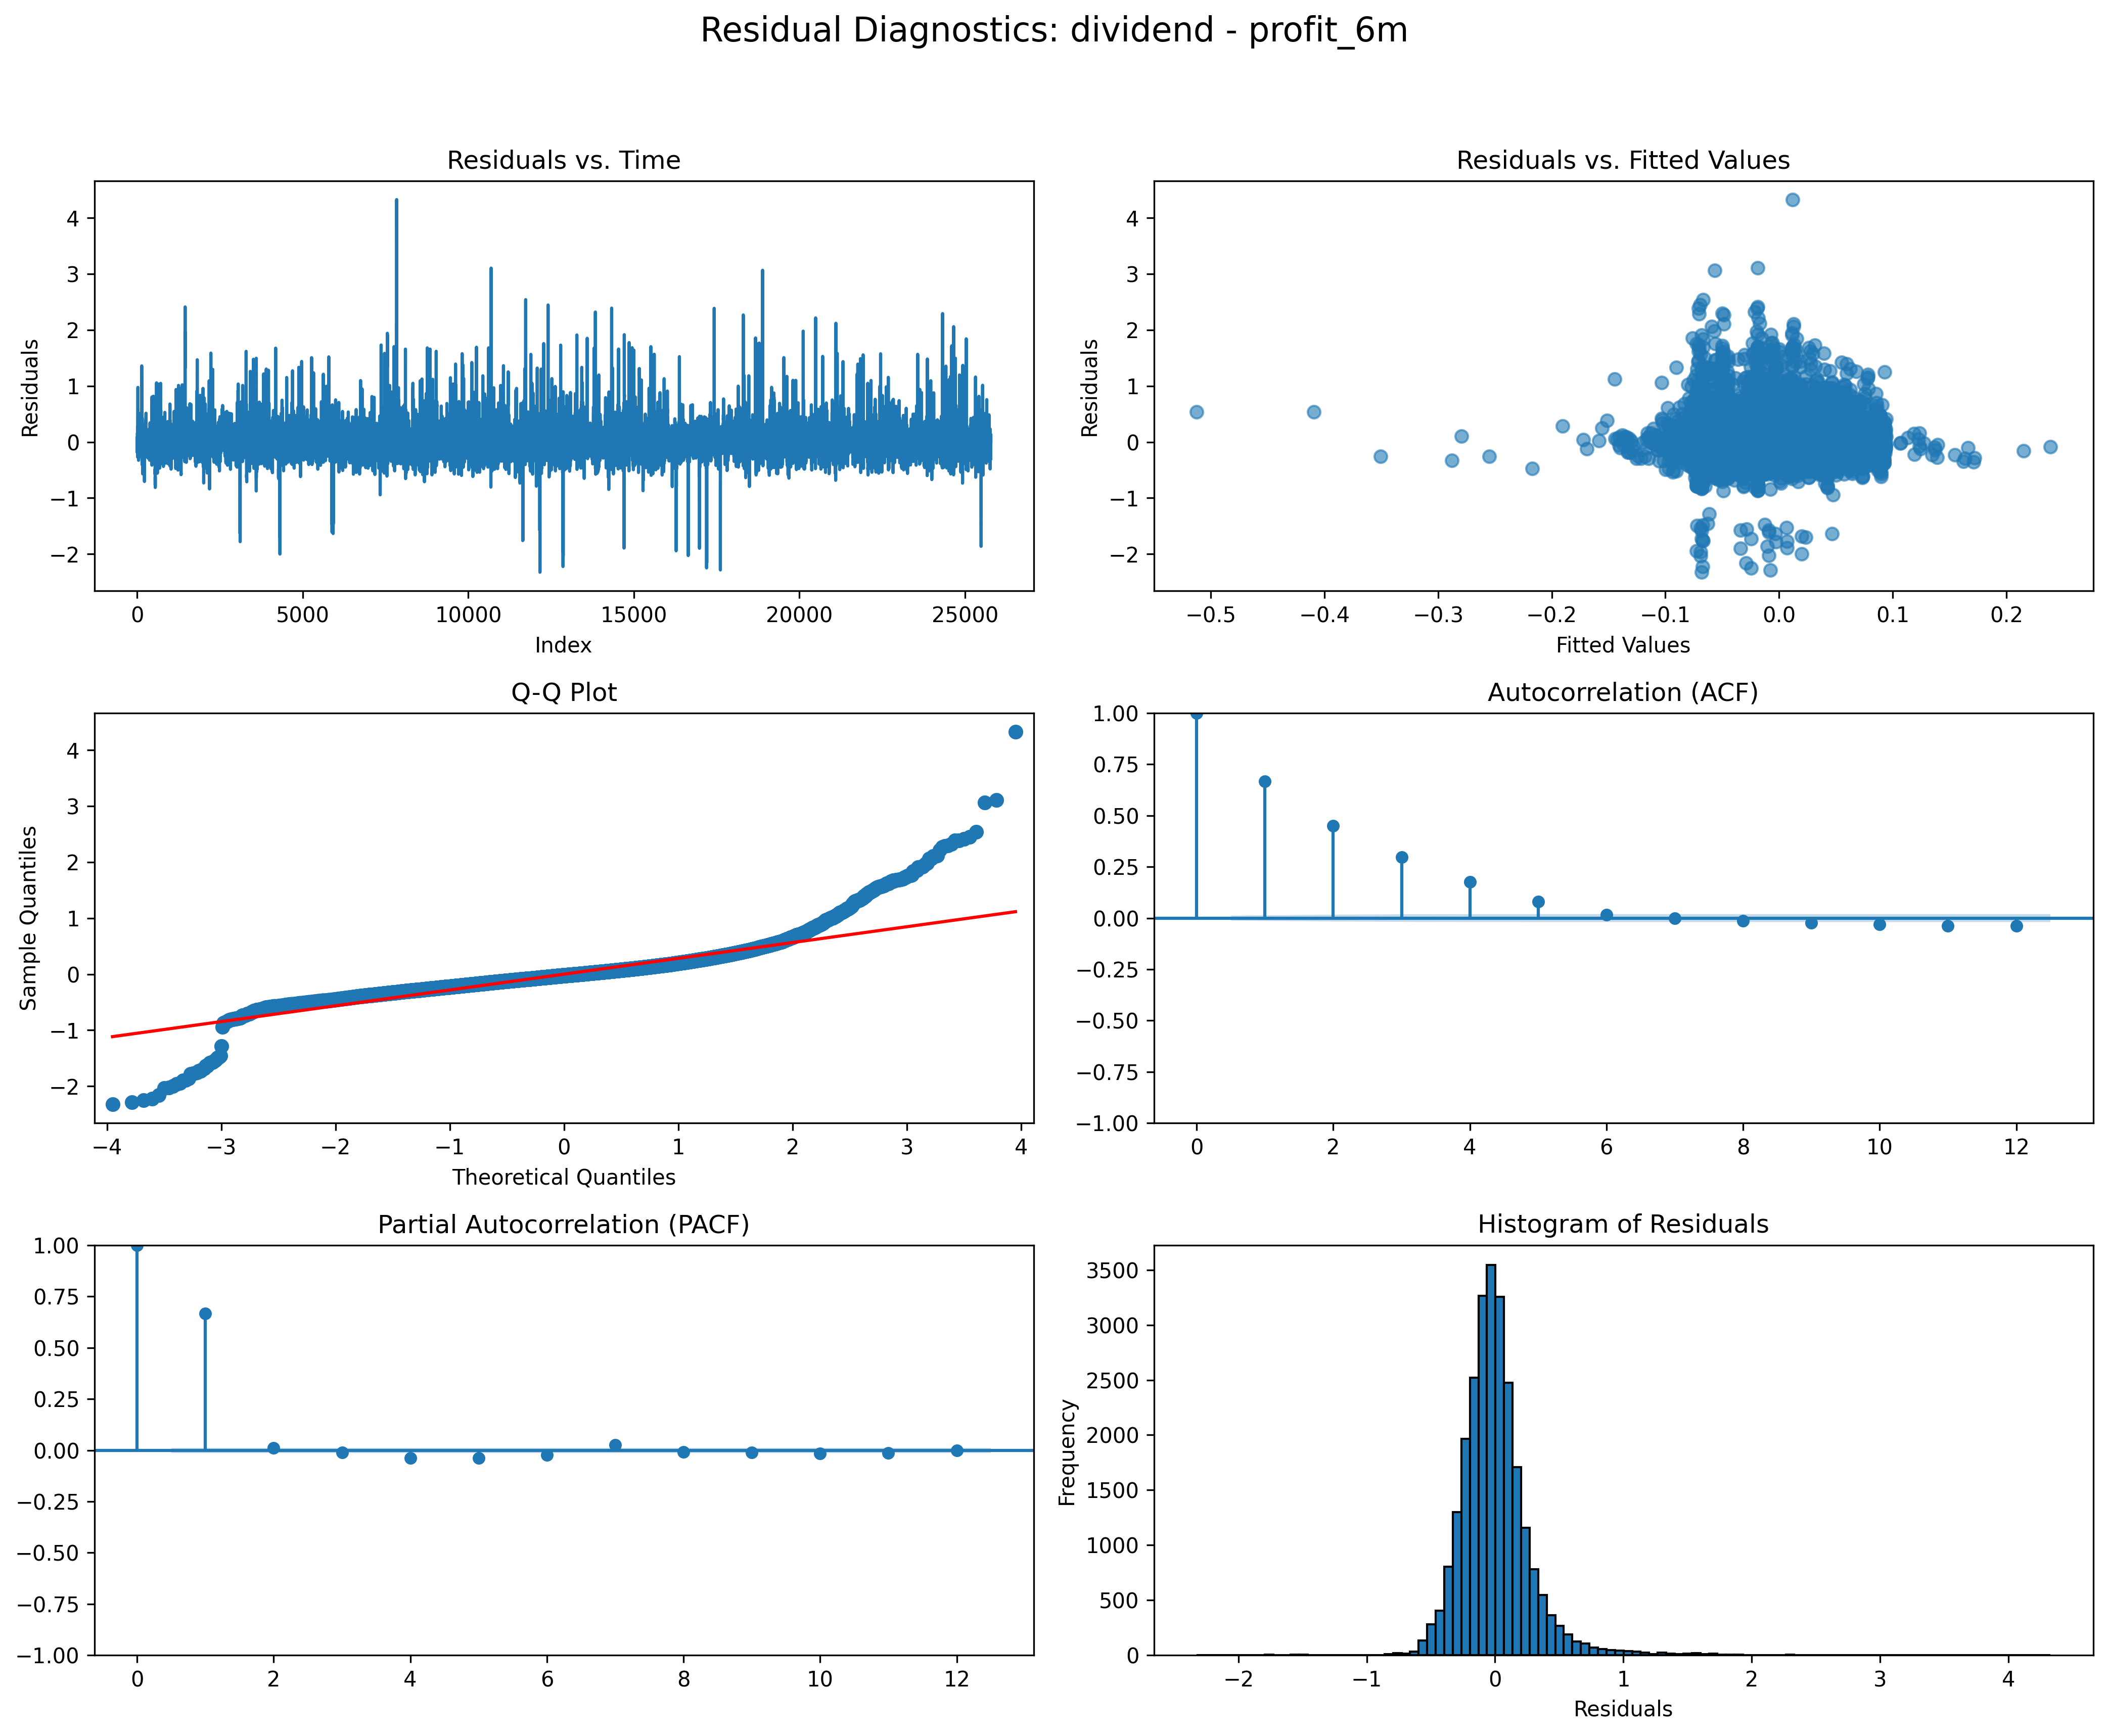 Residual Diagnostics: dividend - profit_6m
Residuals vs. Time
Residuals
4
3
2
1
0
−1
−2
0 5000 10000 15000 20000 25000
Index
Residuals vs. Fitted Values
Residuals
4
3
2
1
0
−1
−2
−0.5 −0.4 −0.3 −0.2 −0.1 0.0 0.1 0.2
Fitted Values
Q-Q Plot
Sample Quantiles
4
3
2
1
0
−1
−2
−4 −3 −2 −1 0 1 2 3 4
Theoretical Quantiles
Autocorrelation (ACF)
1.00
0.75
0.50
0.25
0.00
−0.25
−0.50
−0.75
−1.00
0 2 4 6 8 10 12
Partial Autocorrelation (PACF)
1.00
0.75
0.50
0.25
0.00
−0.25
−0.50
−0.75
−1.00
0 2 4 6 8 10 12
Histogram of Residuals
Frequency
3500
3000
2500
2000
1500
1000
500
0
−2 −1 0 1 2 3 4
Residuals